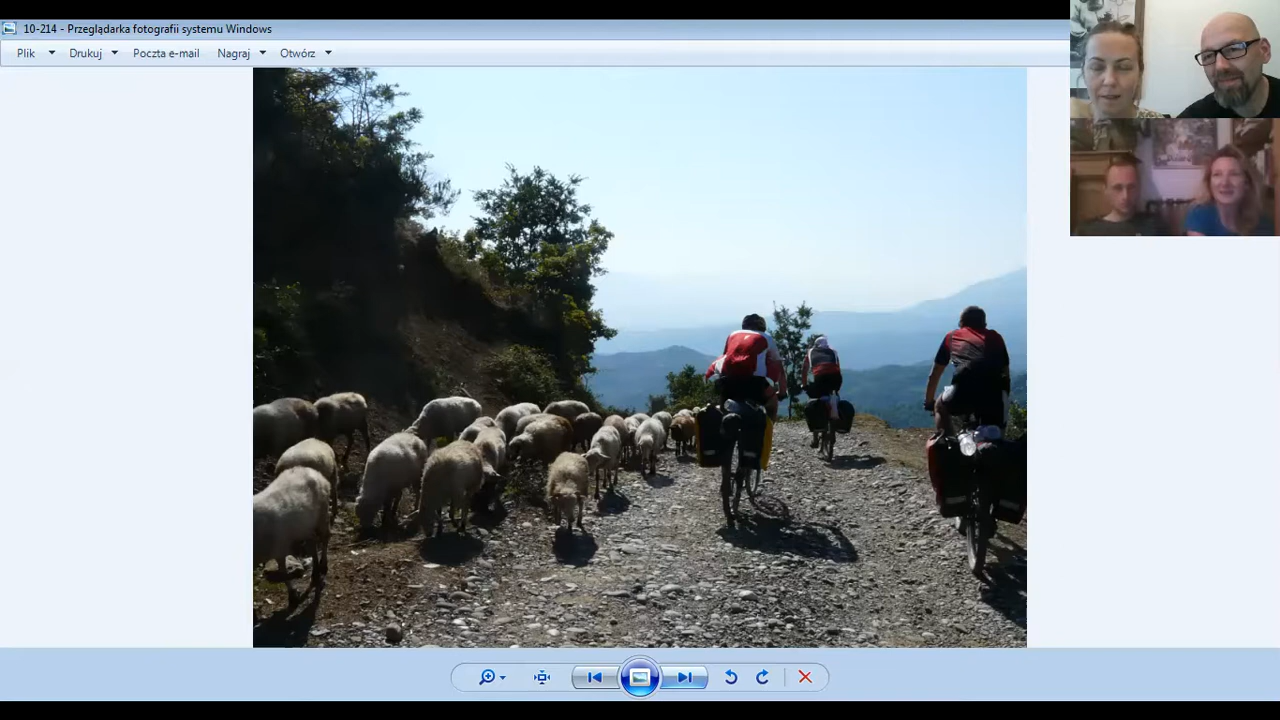 10-214 - Przeglądarka fotografii systemu Windows
Plik Drukuj Poczta e-mail Nagraj Otwórz